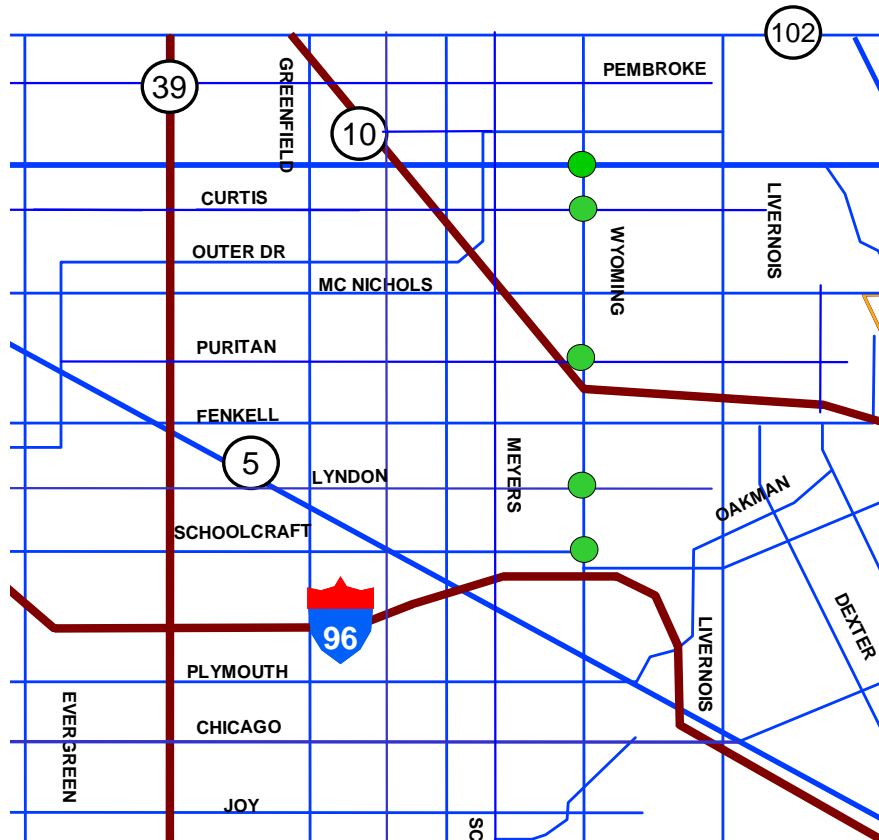 102
PEMBROKE
39
GREENFIELD
10
CURTIS
LIVERNOIS
WYOMING
OUTER DR
MC NICHOLS
PURITAN
FENKELL
5
MEYERS
LYNDON
OAKMAN
SCHOOLCRAFT
DEXTER
96
LIVERNOIS
PLYMOUTH
EVERGREEN
CHICAGO
JOY
SC